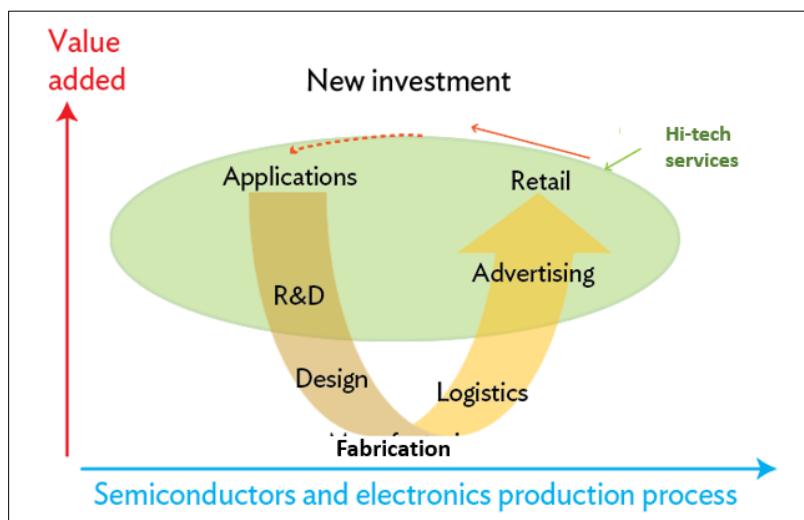 Value
added
New investment
Hi-tech
services
Applications
Retail
R&D
Advertising
Design
Logistics
Fabrication
Semiconductors and electronics production process